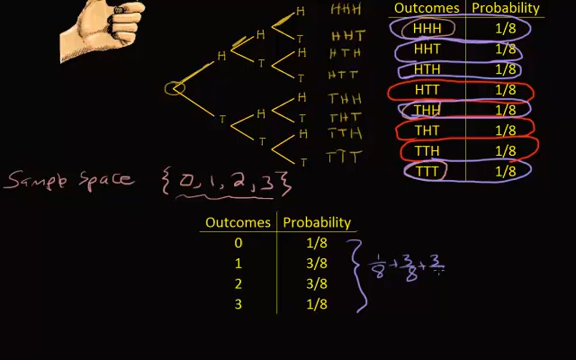 H HHH
H
T HHT
H
H HTH
T
T HTT
H THH
H
T THT
T
H TTH
T
T TTT
Outcomes Probability
HHH 1/8
HHT 1/8
HTH 1/8
HTT 1/8
THH 1/8
THT 1/8
TTH 1/8
TTT 1/8
Sample Space { 0, 1, 2, 3 }
Outcomes Probability
0 1/8
1 3/8
2 3/8
3 1/8
1/8 + 3/8 + 3